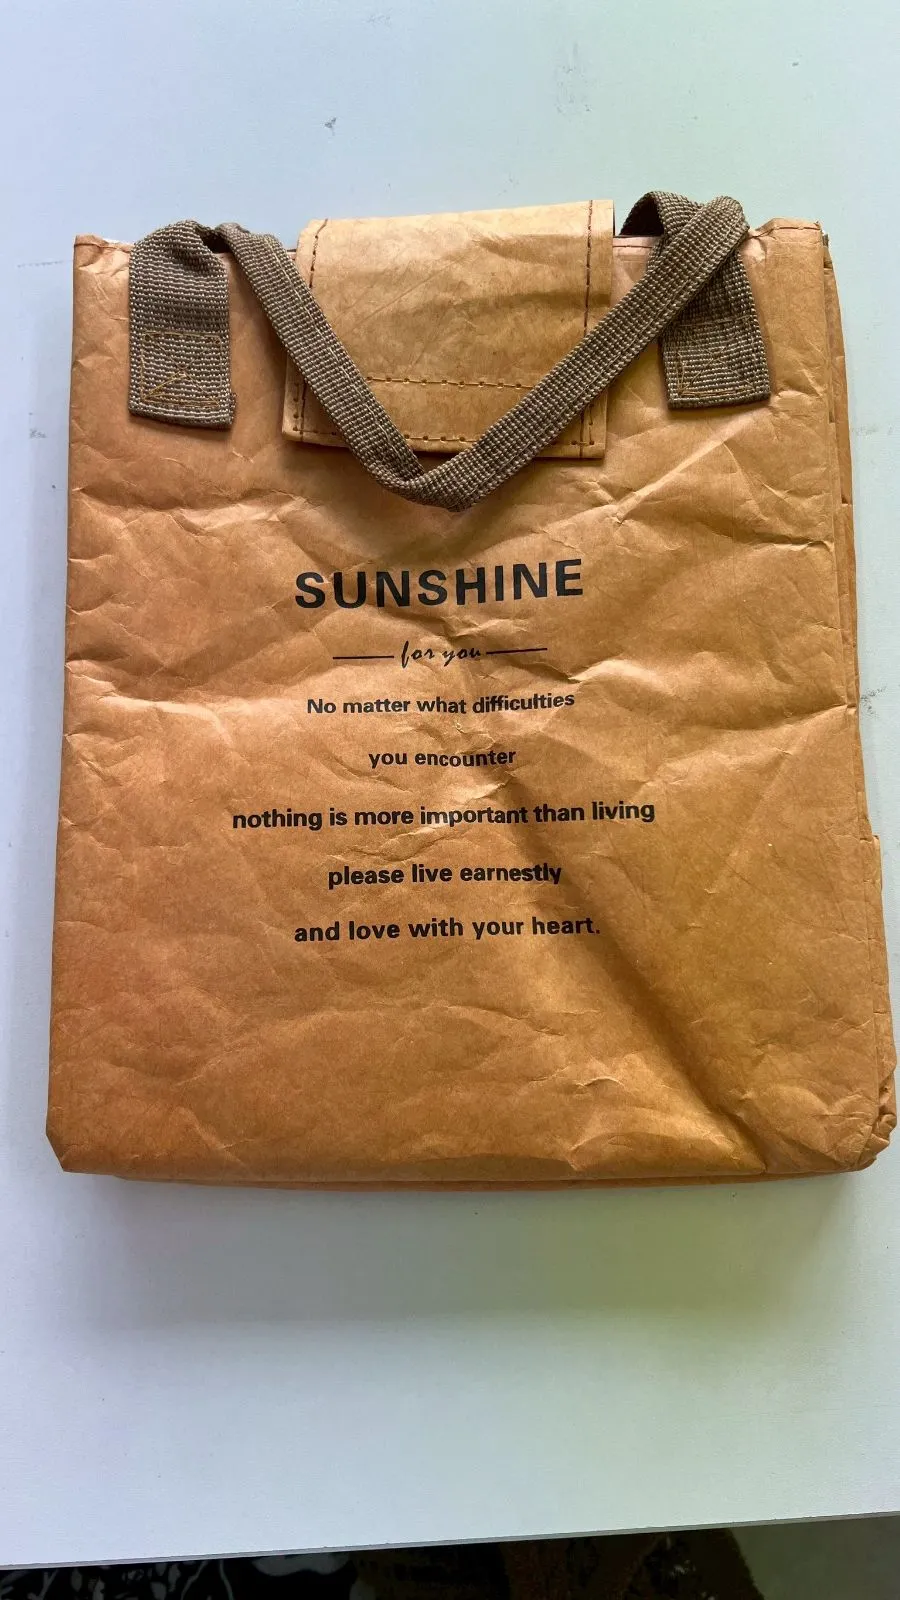 SUNSHINE
for you
No matter what difficulties
you encounter
nothing is more important than living
please live earnestly
and love with your heart.